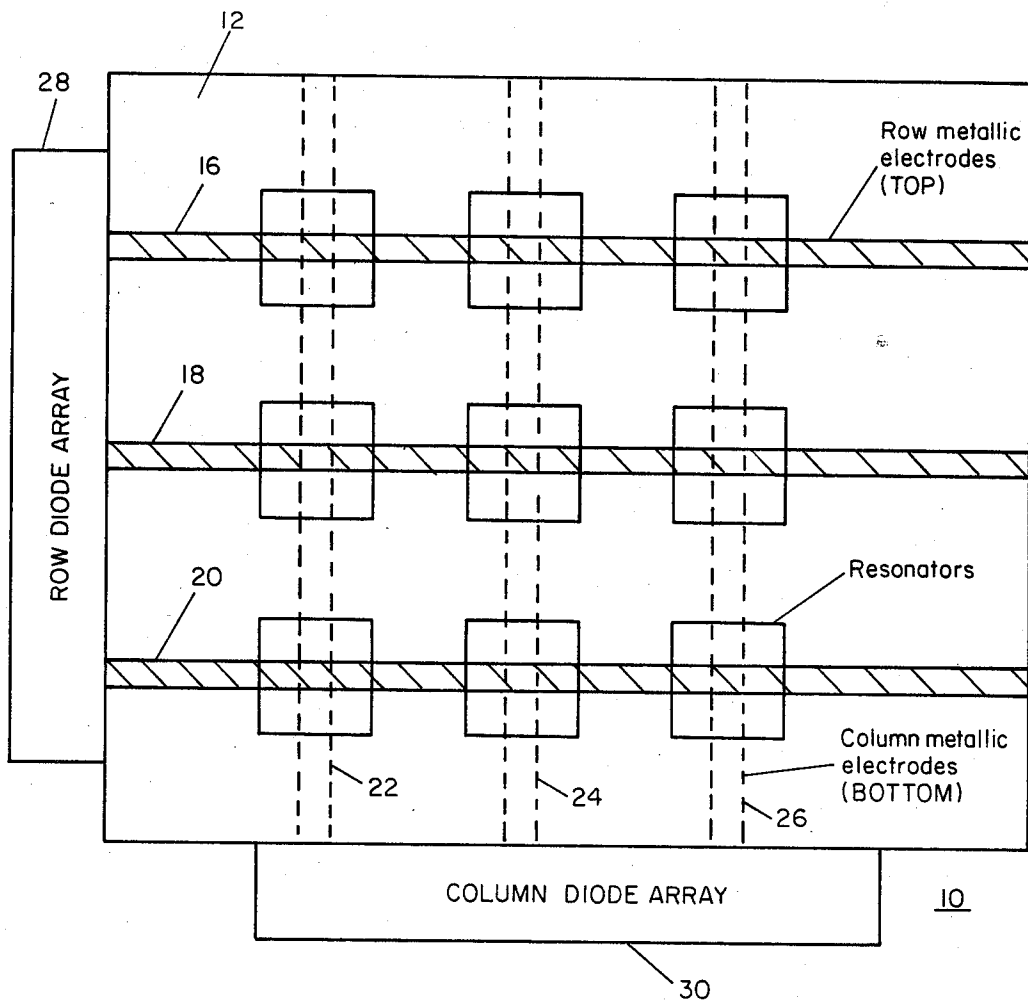 12
28
Row metallic
electrodes
(TOP)
16
ROW DIODE ARRAY
18
20
Resonators
Column metallic
electrodes
(BOTTOM)
22
24
26
COLUMN DIODE ARRAY
10
30